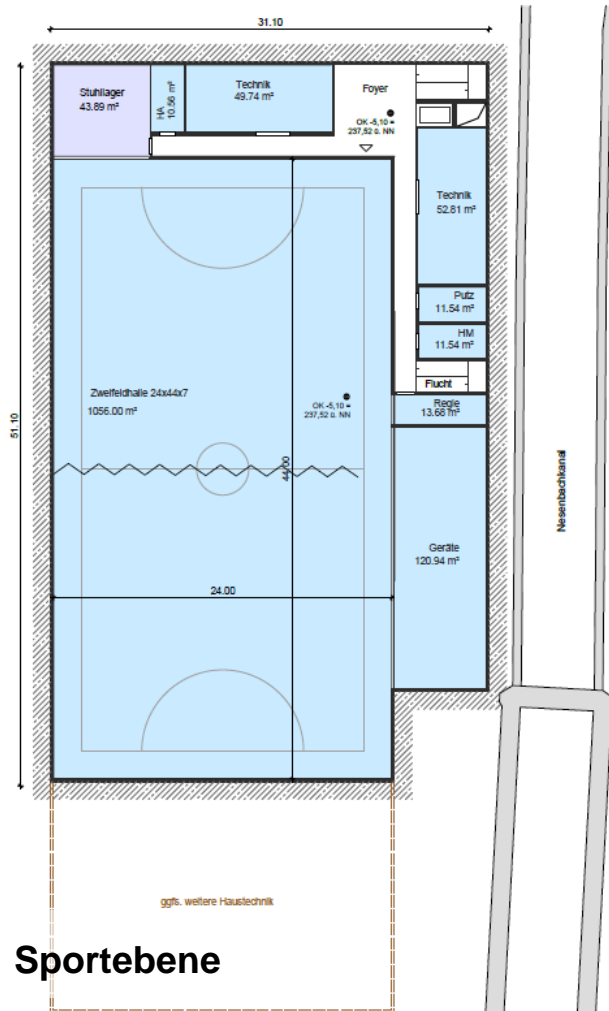 31.10
Stuhllager
43.89 m²
HA
10.56 m²
Technik
49.74 m²
Foyer
OK -5,10 =
237,52 ü. NN
Technik
52.81 m²
Putz
11.54 m²
HM
11.54 m²
Flucht
Regie
13.68 m²
Zweifeldhalle 24x44x7
1056.00 m²
OK -5,10 =
237,52 ü. NN
51.10
44.00
Nesenbachkanal
Geräte
120.94 m²
24.00
ggfs. weitere Haustechnik
Sportebene